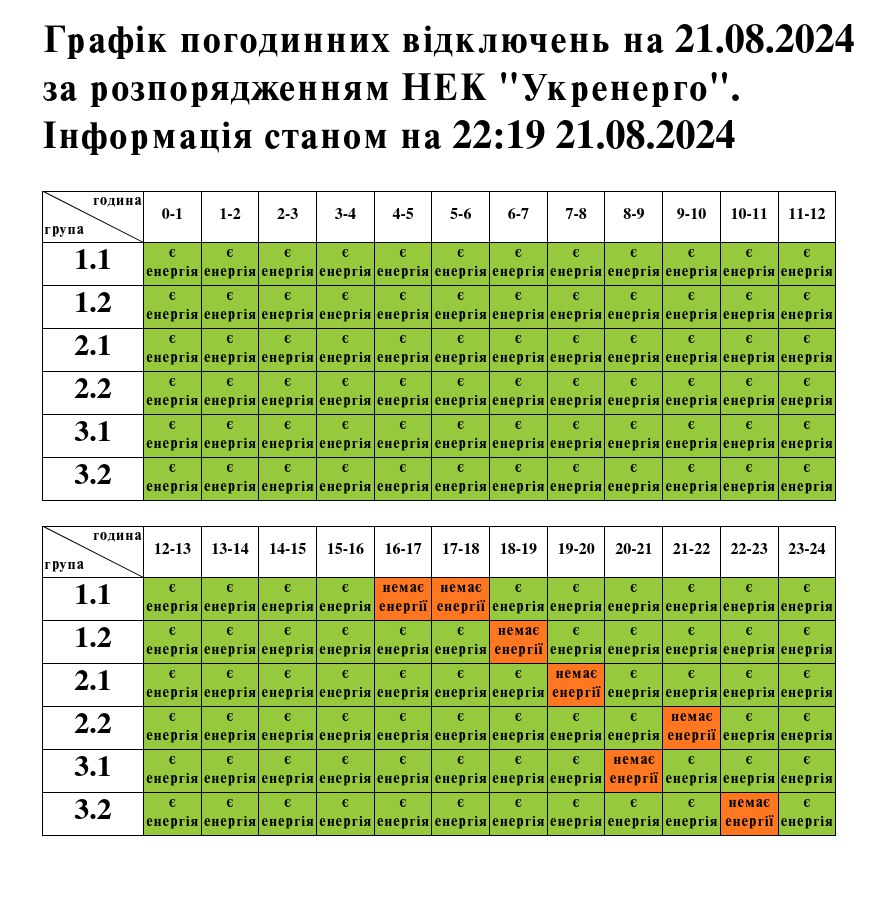 Графік погодинних відключень на 21.08.2024
за розпорядженням НЕК "Укренерго".
Інформація станом на 22:19 21.08.2024
година
група
0-1 1-2 2-3 3-4 4-5 5-6 6-7 7-8 8-9 9-10 10-11 11-12
1.1 є енергія є енергія є енергія є енергія є енергія є енергія є енергія є енергія є енергія є енергія є енергія є енергія
1.2 є енергія є енергія є енергія є енергія є енергія є енергія є енергія є енергія є енергія є енергія є енергія є енергія
2.1 є енергія є енергія є енергія є енергія є енергія є енергія є енергія є енергія є енергія є енергія є енергія є енергія
2.2 є енергія є енергія є енергія є енергія є енергія є енергія є енергія є енергія є енергія є енергія є енергія є енергія
3.1 є енергія є енергія є енергія є енергія є енергія є енергія є енергія є енергія є енергія є енергія є енергія є енергія
3.2 є енергія є енергія є енергія є енергія є енергія є енергія є енергія є енергія є енергія є енергія є енергія є енергія
година
група
12-13 13-14 14-15 15-16 16-17 17-18 18-19 19-20 20-21 21-22 22-23 23-24
1.1 є енергія є енергія є енергія є енергія немає енергії немає енергії є енергія є енергія є енергія є енергія є енергія є енергія
1.2 є енергія є енергія є енергія є енергія є енергія є енергія немає енергії є енергія є енергія є енергія є енергія є енергія
2.1 є енергія є енергія є енергія є енергія є енергія є енергія є енергія немає енергії є енергія є енергія є енергія є енергія
2.2 є енергія є енергія є енергія є енергія є енергія є енергія є енергія є енергія є енергія немає енергії є енергія є енергія
3.1 є енергія є енергія є енергія є енергія є енергія є енергія є енергія є енергія немає енергії є енергія є енергія є енергія
3.2 є енергія є енергія є енергія є енергія є енергія є енергія є енергія є енергія є енергія є енергія немає енергії є енергія